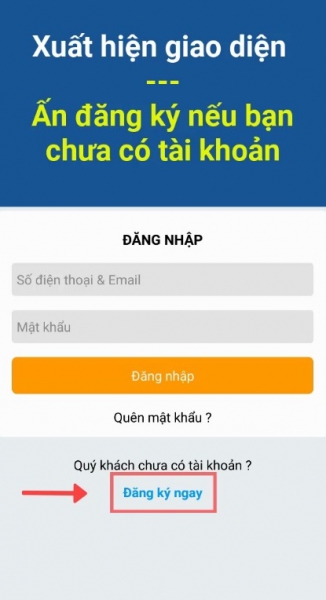 Xuất hiện giao diện
---
Ấn đăng ký nếu bạn
chưa có tài khoản
ĐĂNG NHẬP
Số điện thoại & Email
Mật khẩu
Đăng nhập
Quên mật khẩu ?
Quý khách chưa có tài khoản ?
Đăng ký ngay